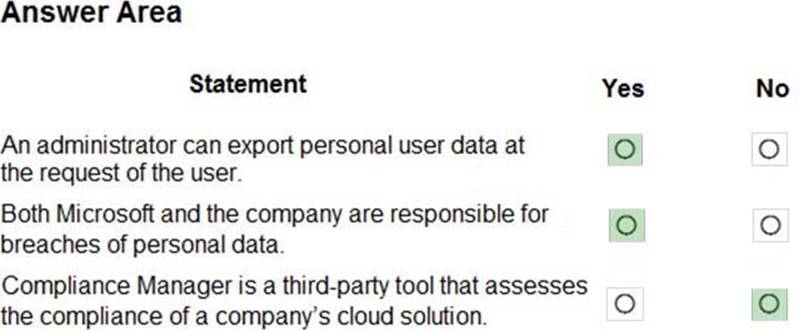 Answer Area
Statement Yes No
An administrator can export personal user data at
the request of the user.
Both Microsoft and the company are responsible for
breaches of personal data.
Compliance Manager is a third-party tool that assesses
the compliance of a company’s cloud solution.